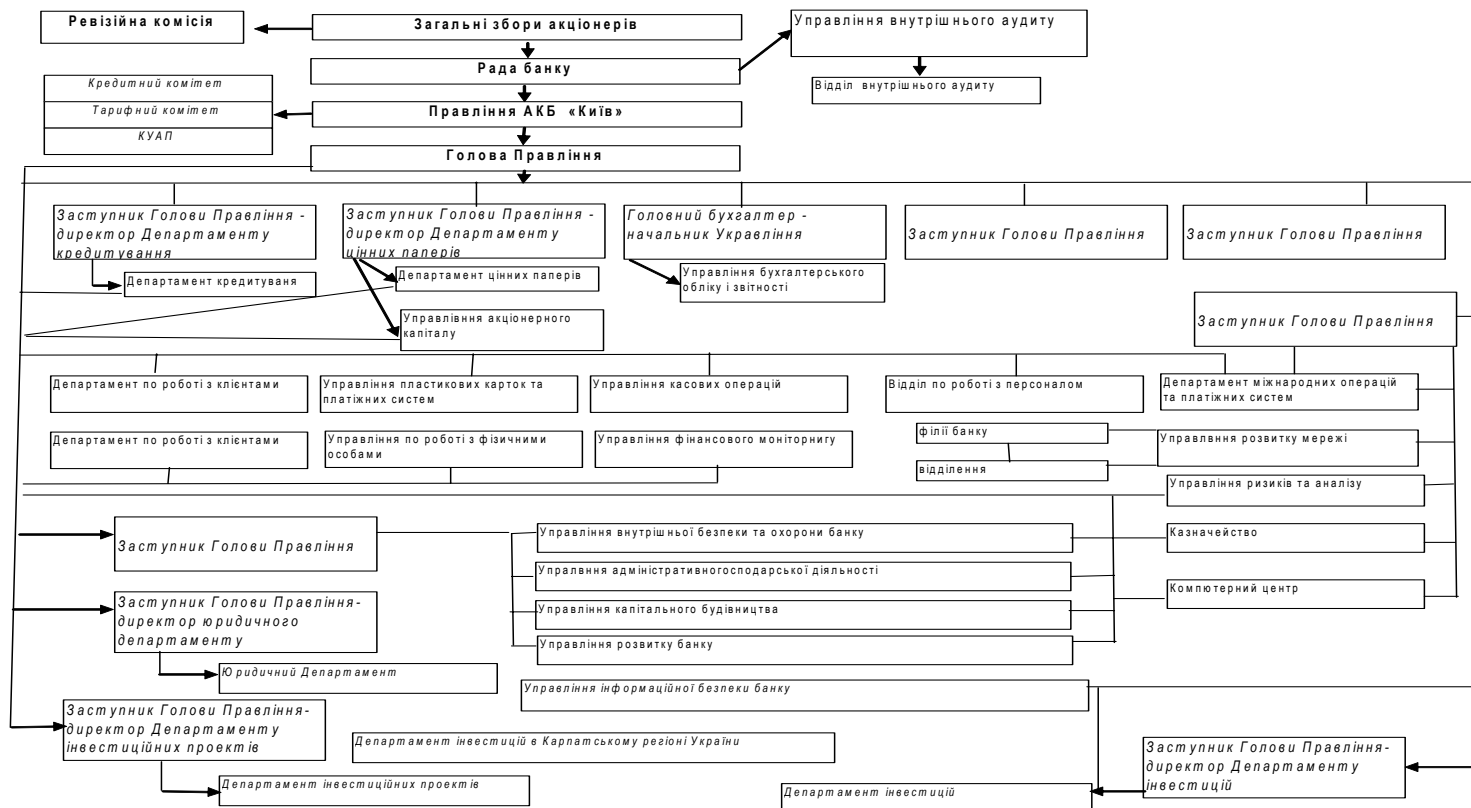 Ревізійна комісія
Загальні збори акціонерів
Управління внутрішнього аудиту
Рада банку
Кредитний комітет
Відділ внутрішнього аудиту
Тарифний комітет
Правління АКБ «Київ»
КУАП
Голова Правління
Заступник Голови Правління -
директор Департаменту
кредитування
Заступник Голови Правління -
директор Департаменту
цінних паперів
Головний бухгалтер -
начальник Управління
Заступник Голови Правління
Заступник Голови Правління
Департамент кредитуваня
Департамент цінних паперів
Управління бухгалтерського
обліку і звітності
Управлівння акціонерного
капіталу
Заступник Голови Правління
Департамент по роботі з клієнтами
Управління пластикових карток та
платіжних систем
Управління касових операцій
Відділ по роботі з персоналом
Департамент міжнародних операцій
та платіжних систем
Департамент по роботі з клієнтами
Управління по роботі з фізичними
особами
Управління фінансового моніторнигу
філії банку
Управлвння розвитку мережі
відділення
Управління ризиків та аналізу
Заступник Голови Правління
Управління внутрішньої безпеки та охорони банку
Казначейство
Упралвння адміністративногосподарської діяльності
Компютерний центр
Заступник Голови Правління-
директор юридичного
департаменту
Управління капітального будівництва
Управління розвитку банку
Юридичний Департамент
Управління інформаційної безпеки банку
Заступник Голови Правління-
директор Департаменту
інвестиційних проектів
Департамент інвестицій в Карпатському регіоні України
Заступник Голови Правління-
директор Департаменту
інвестицій
Департамент інвестиційних проектів
Департамент інвестицій